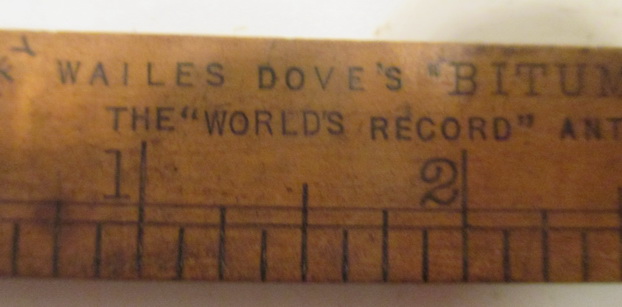 WAILES DOVE'S "BITUM
THE "WORLD'S RECORD" ANT
1 2